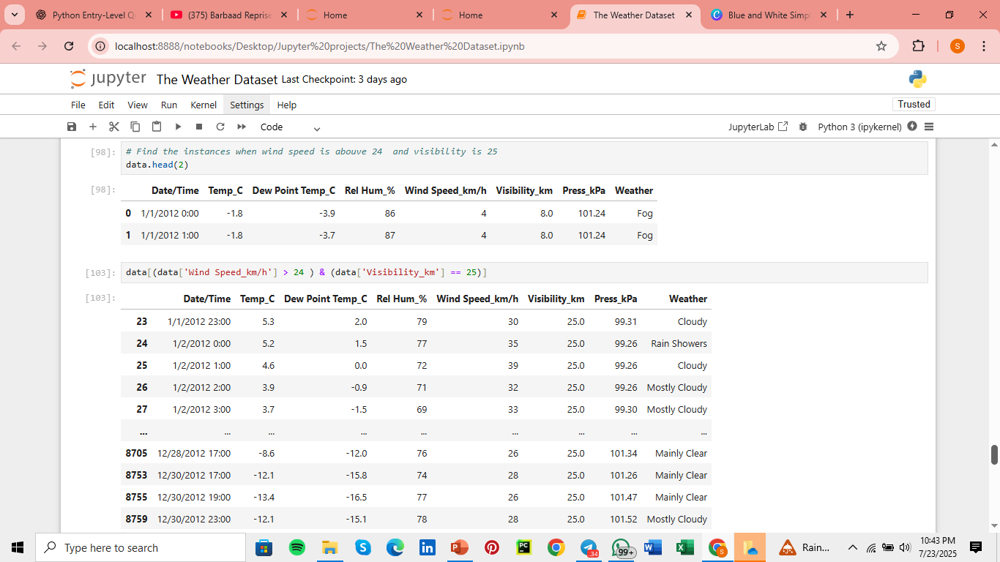 Python Entry-Level Q
(375) Barbaad Reprise
Home
Home
The Weather Dataset
Blue and White Simpl
localhost:8888/notebooks/Desktop/Jupyter%20projects/The%20Weather%20Dataset.ipynb
S
jupyter The Weather Dataset Last Checkpoint: 3 days ago
File Edit View Run Kernel Settings Help
Trusted
Code
JupyterLab
Python 3 (ipykernel)
[98]: # Find the instances when wind speed is abouve 24 and visibility is 25
data.head(2)
[98]: Date/Time Temp_C Dew Point Temp_C Rel Hum_% Wind Speed_km/h Visibility_km Press_kPa Weather
0 1/1/2012 0:00 -1.8 -3.9 86 4 8.0 101.24 Fog
1 1/1/2012 1:00 -1.8 -3.7 87 4 8.0 101.24 Fog
[103]: data[(data['Wind Speed_km/h'] > 24 ) & (data['Visibility_km'] == 25)]
[103]: Date/Time Temp_C Dew Point Temp_C Rel Hum_% Wind Speed_km/h Visibility_km Press_kPa Weather
23 1/1/2012 23:00 5.3 2.0 79 30 25.0 99.31 Cloudy
24 1/2/2012 0:00 5.2 1.5 77 35 25.0 99.26 Rain Showers
25 1/2/2012 1:00 4.6 0.0 72 39 25.0 99.26 Cloudy
26 1/2/2012 2:00 3.9 -0.9 71 32 25.0 99.26 Mostly Cloudy
27 1/2/2012 3:00 3.7 -1.5 69 33 25.0 99.30 Mostly Cloudy
... ... ... ... ... ... ... ... ...
8705 12/28/2012 17:00 -8.6 -12.0 76 26 25.0 101.34 Mainly Clear
8753 12/30/2012 17:00 -12.1 -15.8 74 28 25.0 101.26 Mainly Clear
8755 12/30/2012 19:00 -13.4 -16.5 77 26 25.0 101.47 Mainly Clear
8759 12/30/2012 23:00 -12.1 -15.1 78 28 25.0 101.52 Mostly Cloudy
Type here to search
PC
.34
99+
S
Rain...
10:43 PM
7/23/2025